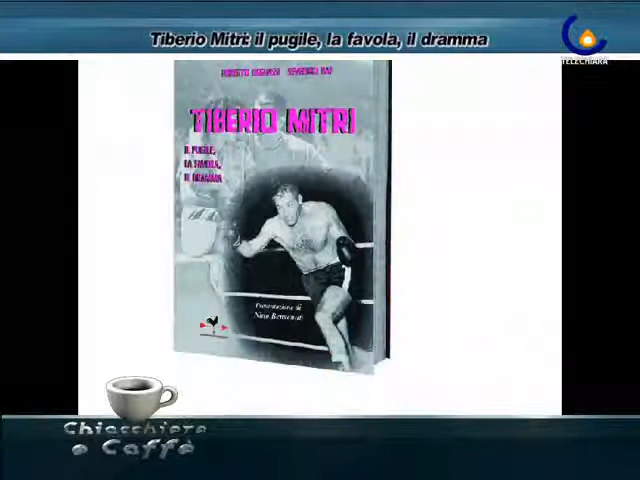 Tiberio Mitri: il pugile, la favola, il dramma
TELECHIARA
TIBERIO MITRI
IL PUGILE,
LA FAVOLA,
IL DRAMMA
Presentazione di
Nino Benvenuti
Chiacchiere
e Caffè